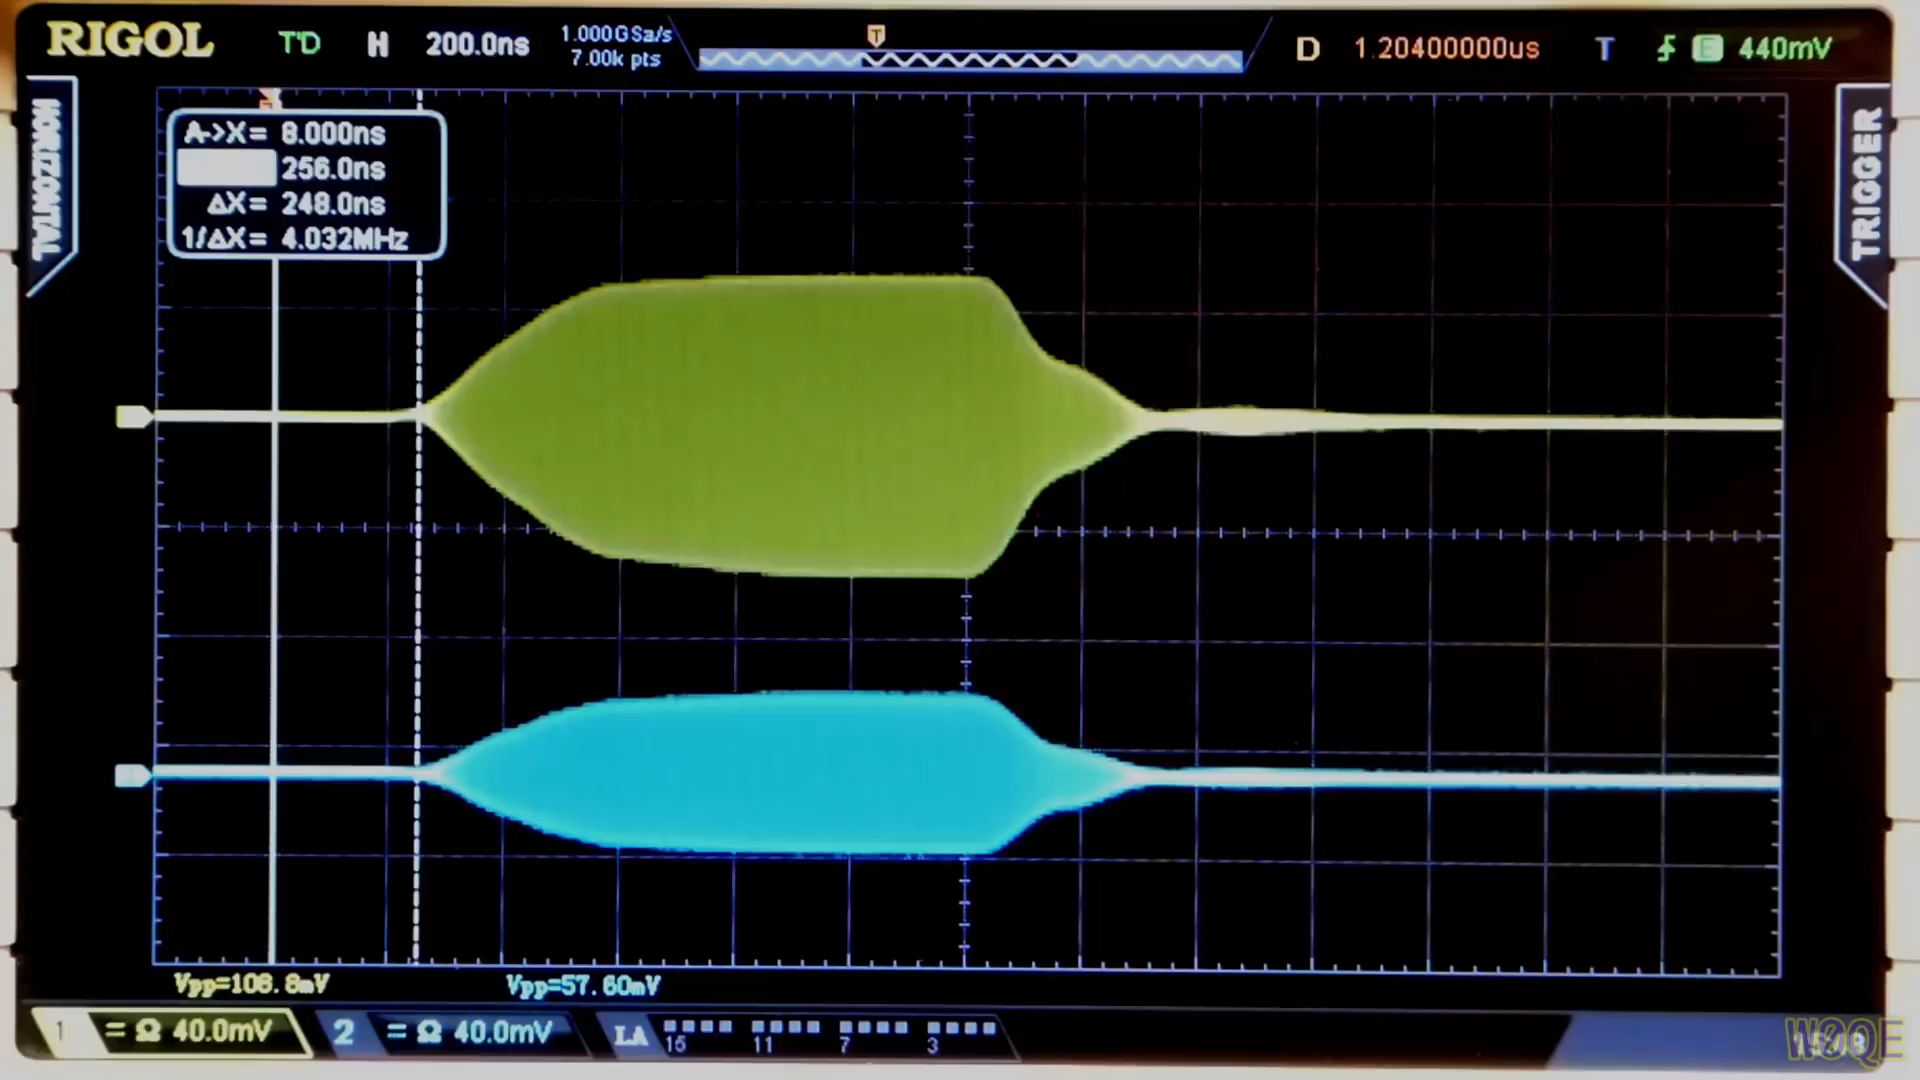 RIGOL
T'D
H
200.0ns
1.000GSa/s
7.00k pts
T
D
1.20400000us
T
E
440mV
HORIZONTAL
TRIGGER
A->X= 8.000ns
256.0ns
ΔX= 248.0ns
1/ΔX= 4.032MHz
Vpp=108.8mV
Vpp=57.60mV
1 = Ω 40.0mV
2 = Ω 40.0mV
LA
15 11 7 3
WØQE